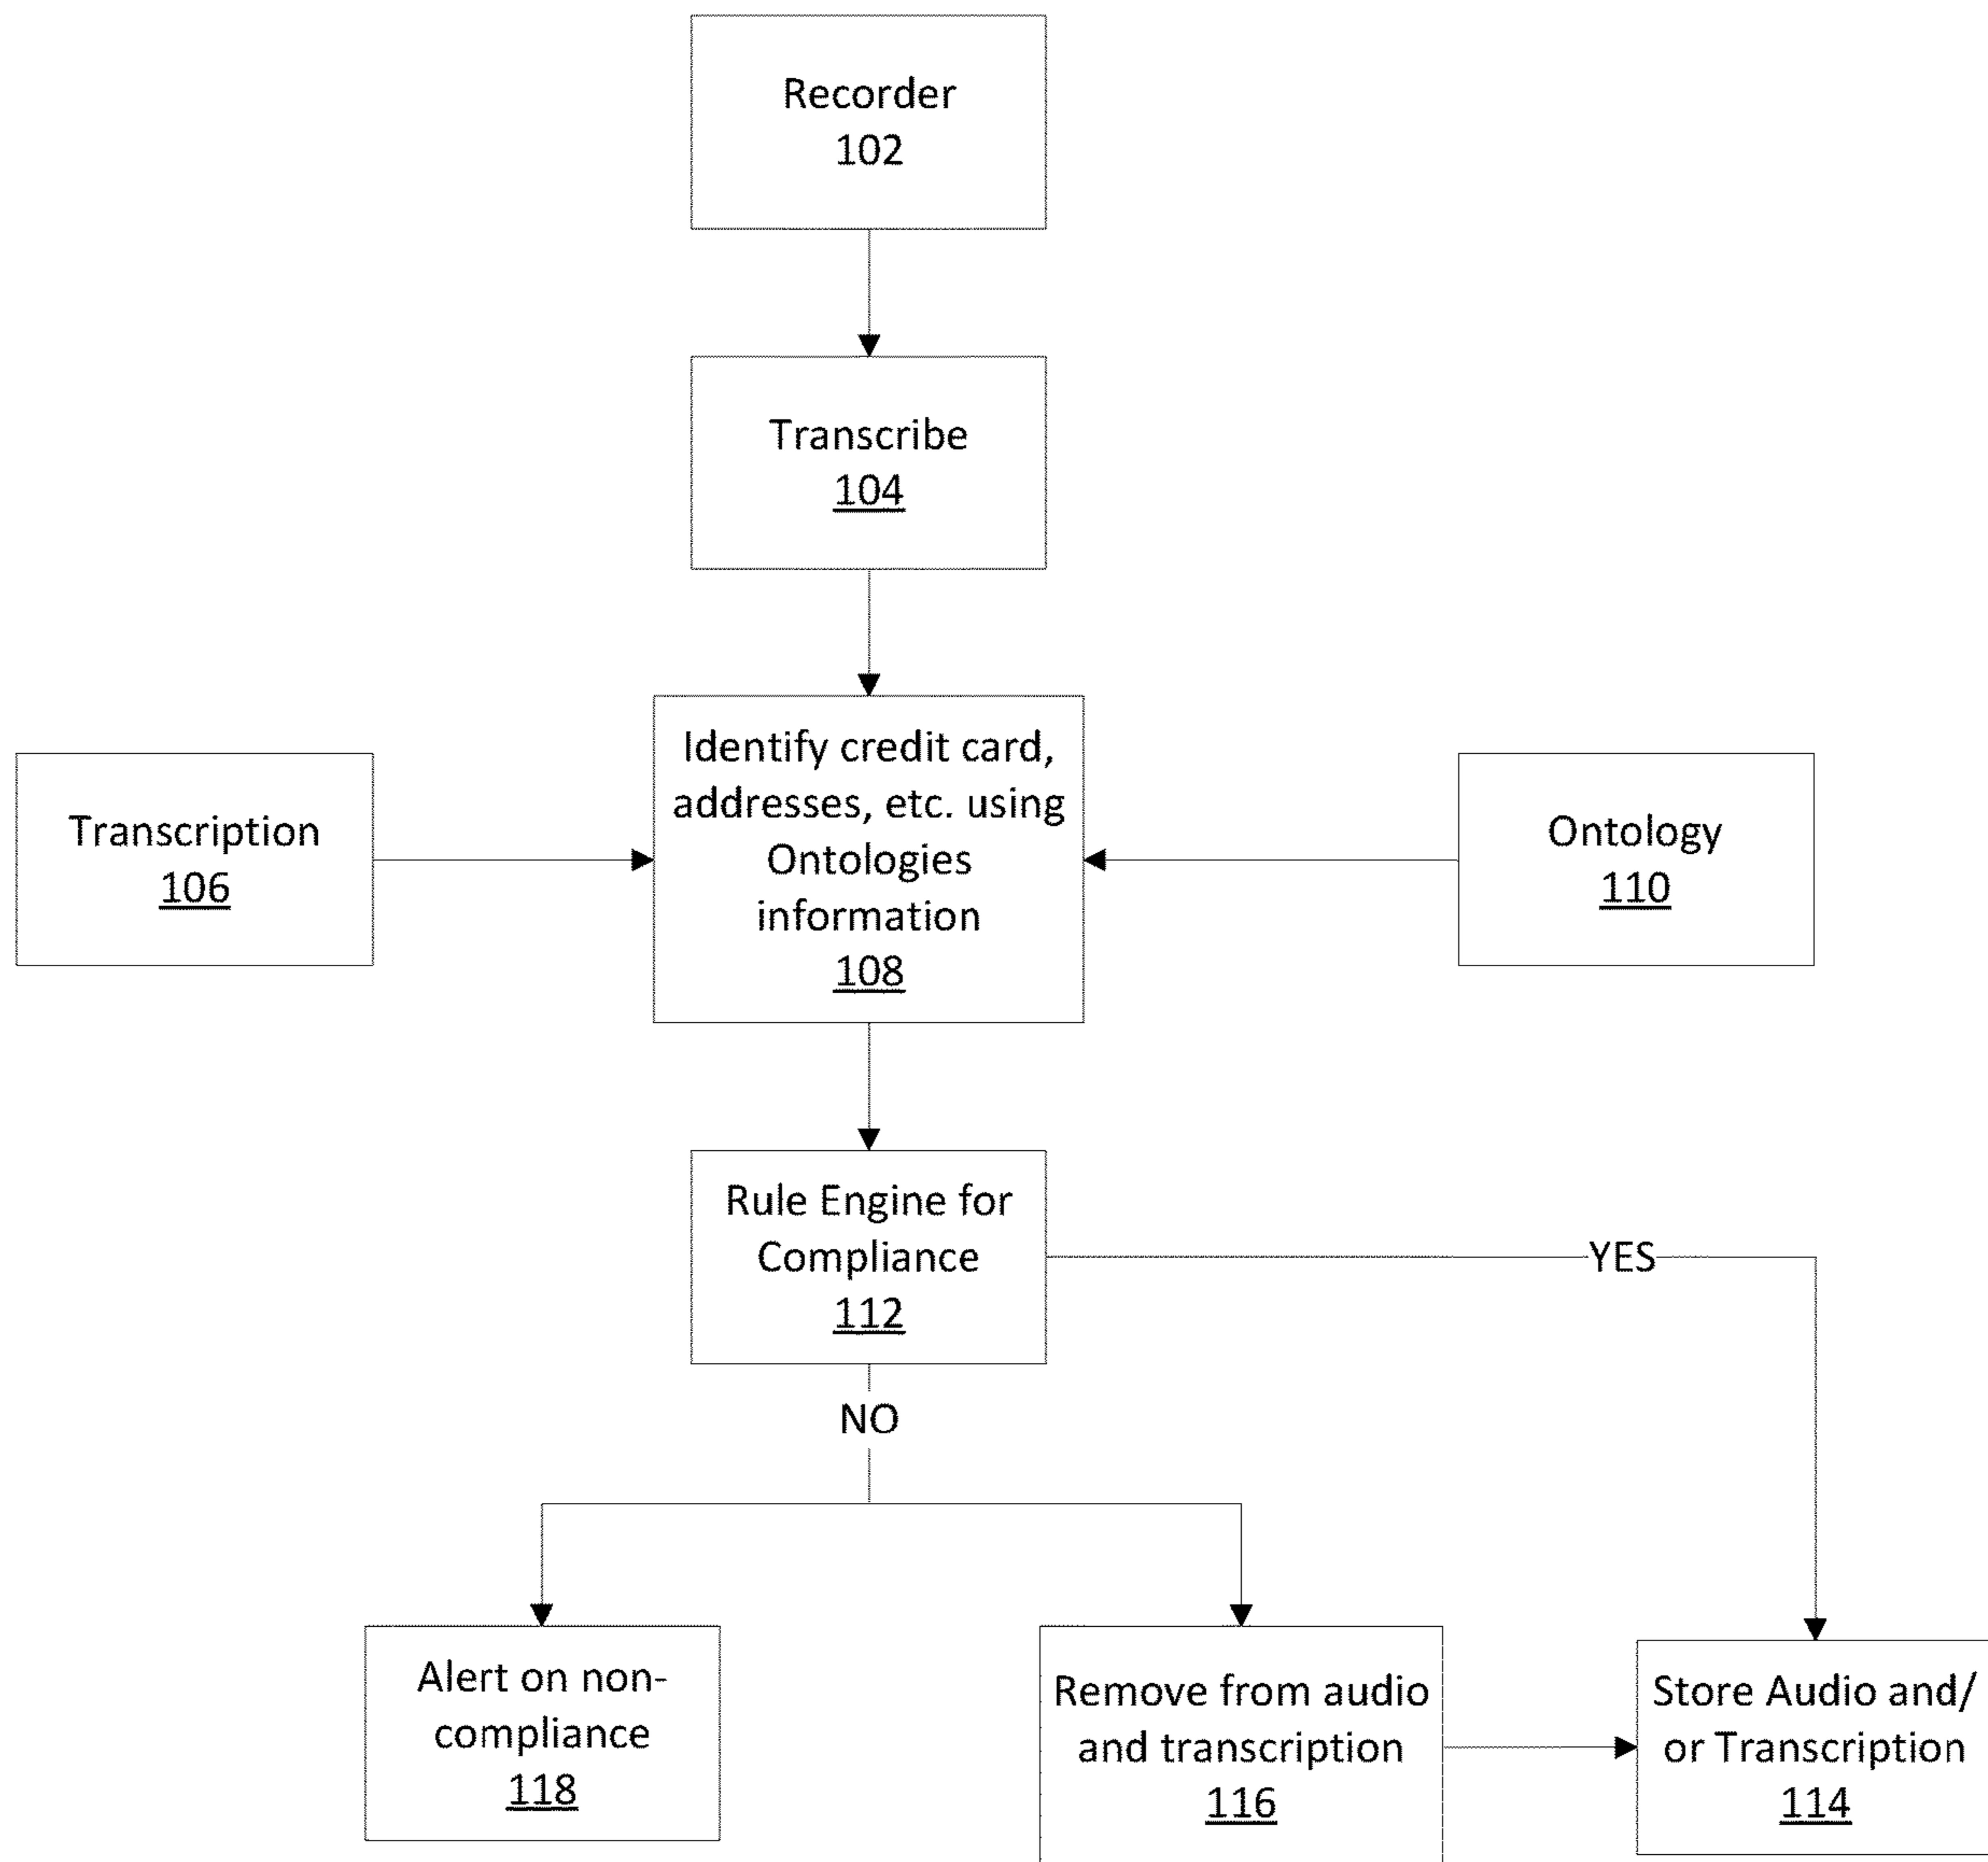 Recorder
102
Transcribe
104
Identify credit card,
addresses, etc. using
Ontologies
information
108
Transcription
106
Ontology
110
Rule Engine for
Compliance
112
YES
NO
Alert on non-
compliance
118
Remove from audio
and transcription
116
Store Audio and/
or Transcription
114